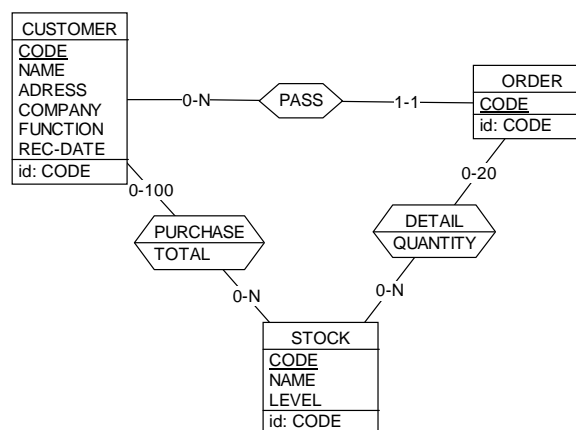 CUSTOMER
CODE
NAME
ADRESS
COMPANY
FUNCTION
REC-DATE
id: CODE
0-N
PASS
1-1
ORDER
CODE
id: CODE
0-100
PURCHASE
TOTAL
0-N
0-20
DETAIL
QUANTITY
0-N
STOCK
CODE
NAME
LEVEL
id: CODE